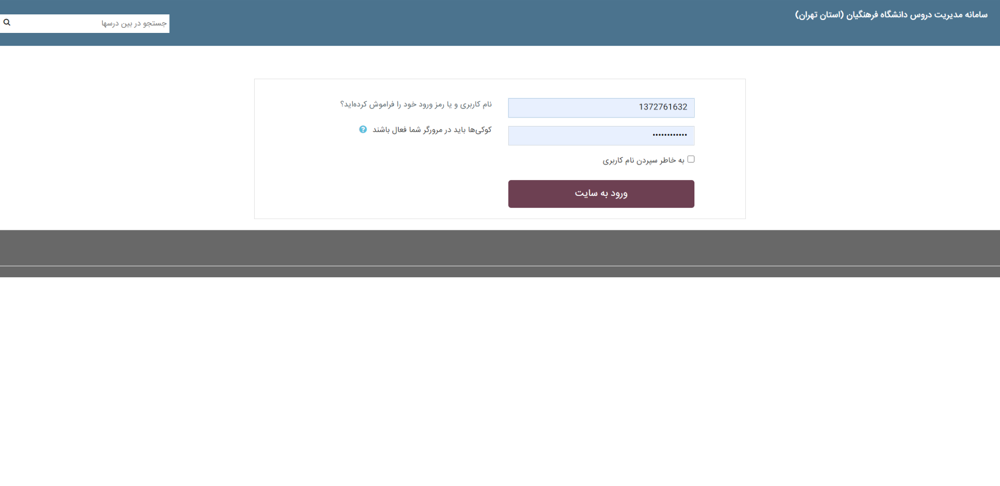 سامانه مدیریت دروس دانشگاه فرهنگیان (استان تهران)
جستجو در بین درسها
1372761632
••••••••••••
به خاطر سپردن نام کاربری
ورود به سایت
نام کاربری و یا رمز ورود خود را فراموش کرده‌اید؟
کوکی‌ها باید در مرورگر شما فعال باشند